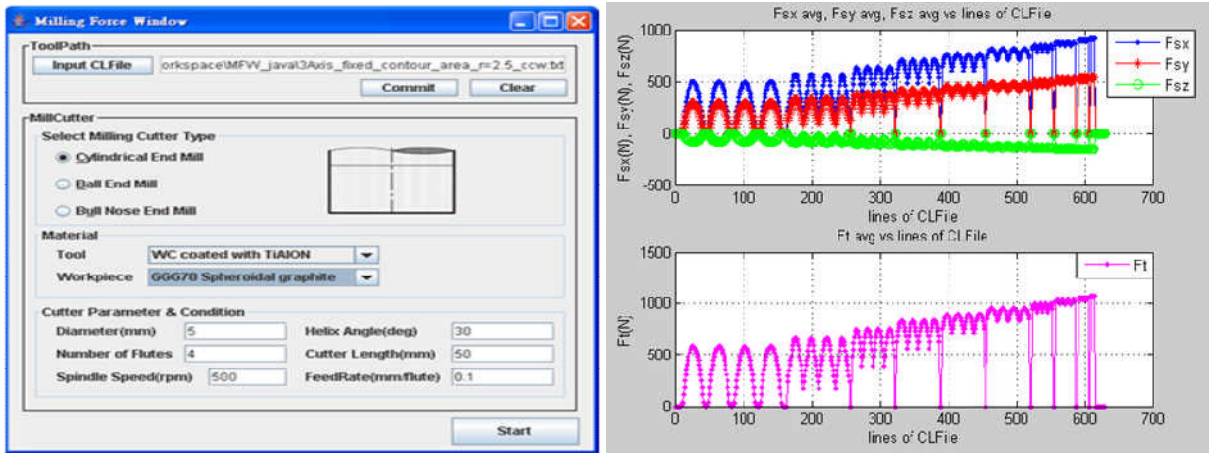 Milling Force Window
ToolPath
Input CLFile orkspace\MFW_java\3Axis_fixed_contour_area_r=2.5_ccw.txt
Commit Clear
MillCutter
Select Milling Cutter Type
Cylindrical End Mill
Ball End Mill
Bull Nose End Mill
Material
Tool WC coated with TiAlON
Workpiece GGG70 Spheroidal graphite
Cutter Parameter & Condition
Diameter(mm) 5 Helix Angle(deg) 30
Number of Flutes 4 Cutter Length(mm) 50
Spindle Speed(rpm) 500 FeedRate(mm/flute) 0.1
Start
Fsx avg, Fsy avg, Fsz avg vs lines of CLFile
Fsx(N), Fsy(N), Fsz(N)
1000
500
0
-500
Fsx
Fsy
Fsz
0 100 200 300 400 500 600 700
lines of CLFile
Ft avg vs lines of CLFile
Ft(N)
1500
1000
500
0
Ft
0 100 200 300 400 500 600 700
lines of CLFile